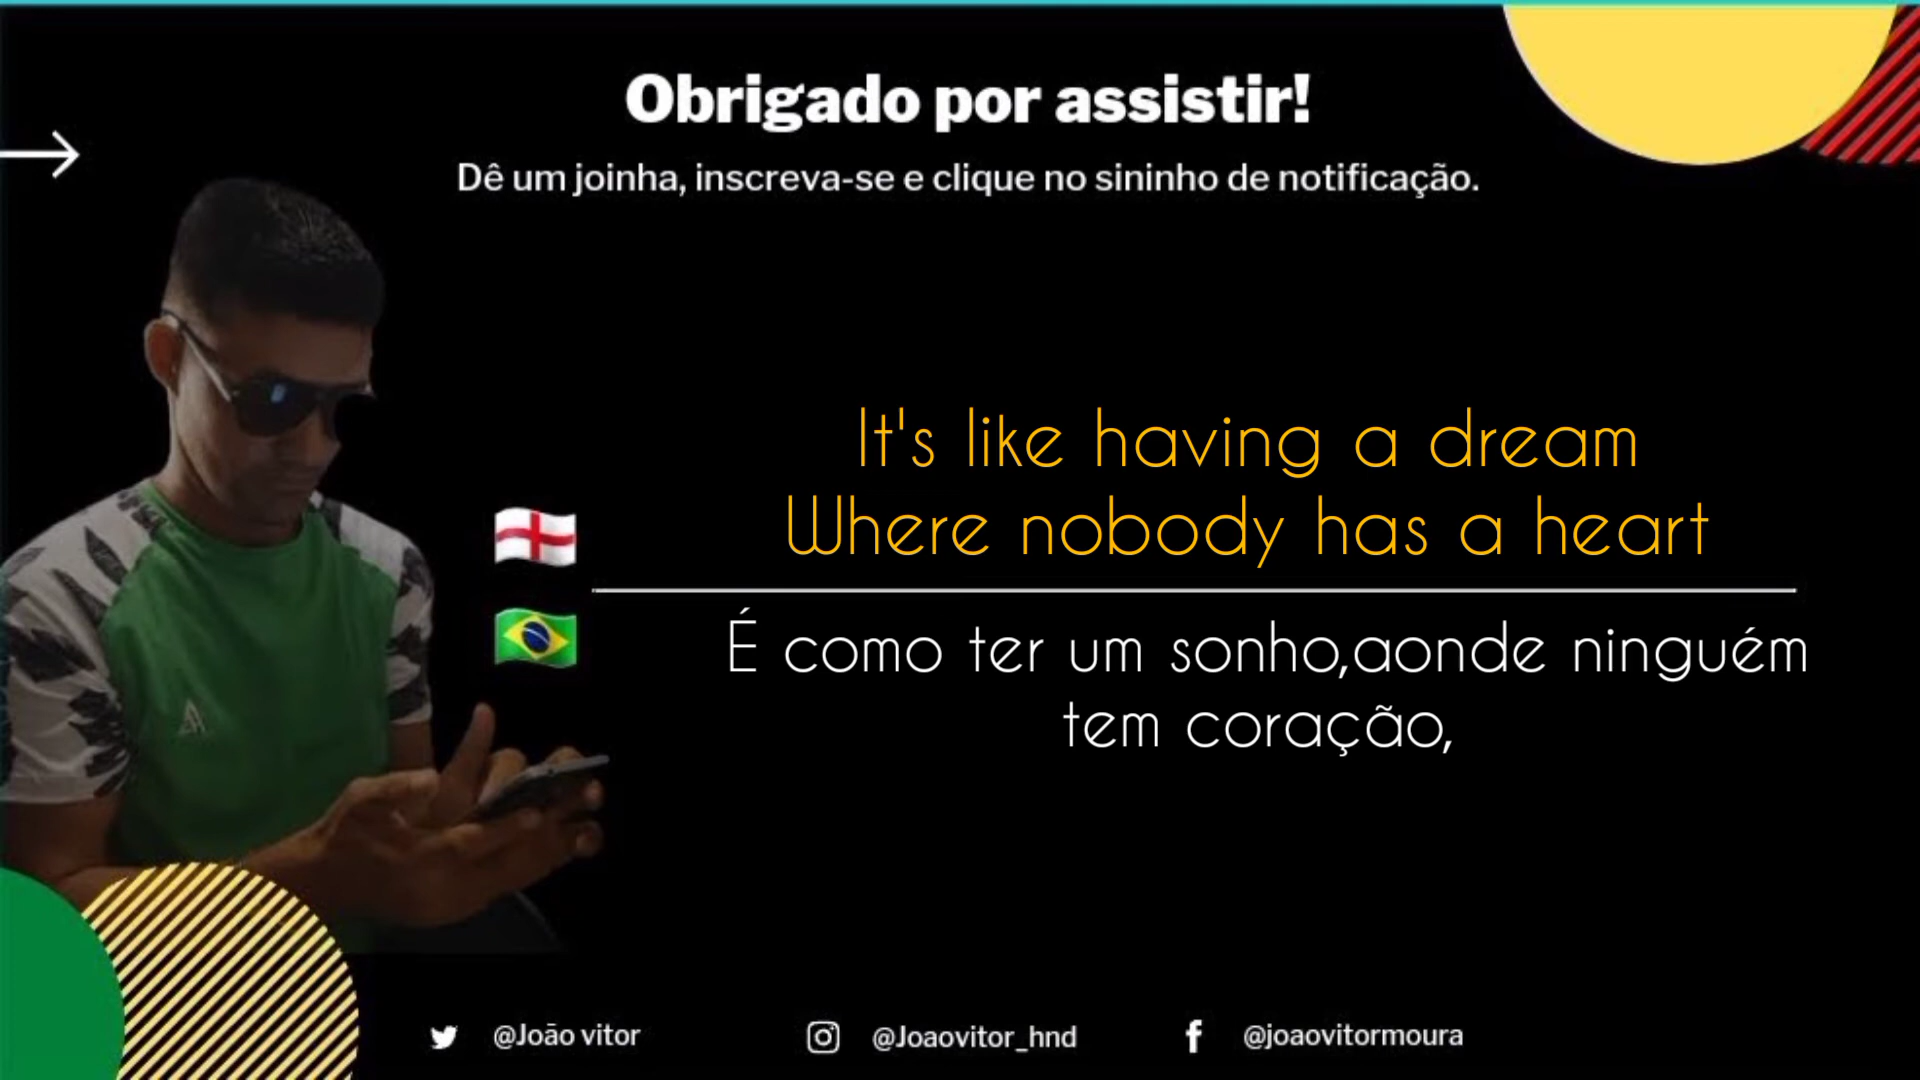 Obrigado por assistir!
Dê um joinha, inscreva-se e clique no sininho de notificação.
It's like having a dream
Where nobody has a heart
É como ter um sonho,aonde ninguém
tem coração,
@João vitor
@Joaovitor_hnd
@joaovitormoura